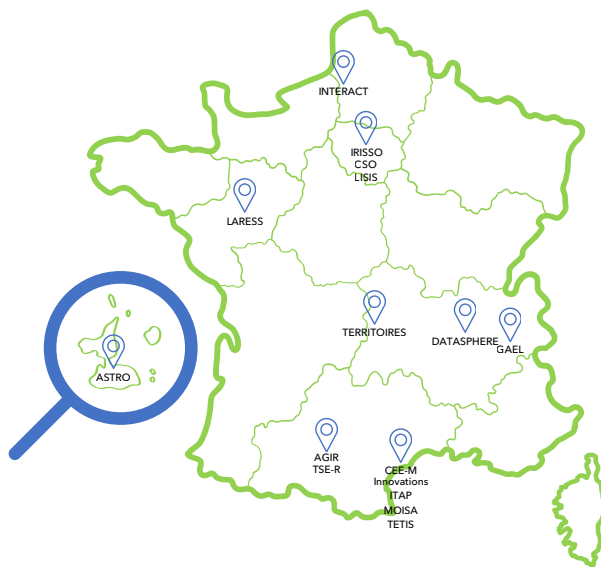 INTERACT
IRISSO
CSO
LISIS
LARESS
TERRITOIRES
DATASPHERE
GAEL
ASTRO
AGIR
TSE-R
CEE-M
Innovations
ITAP
MOISA
TETIS